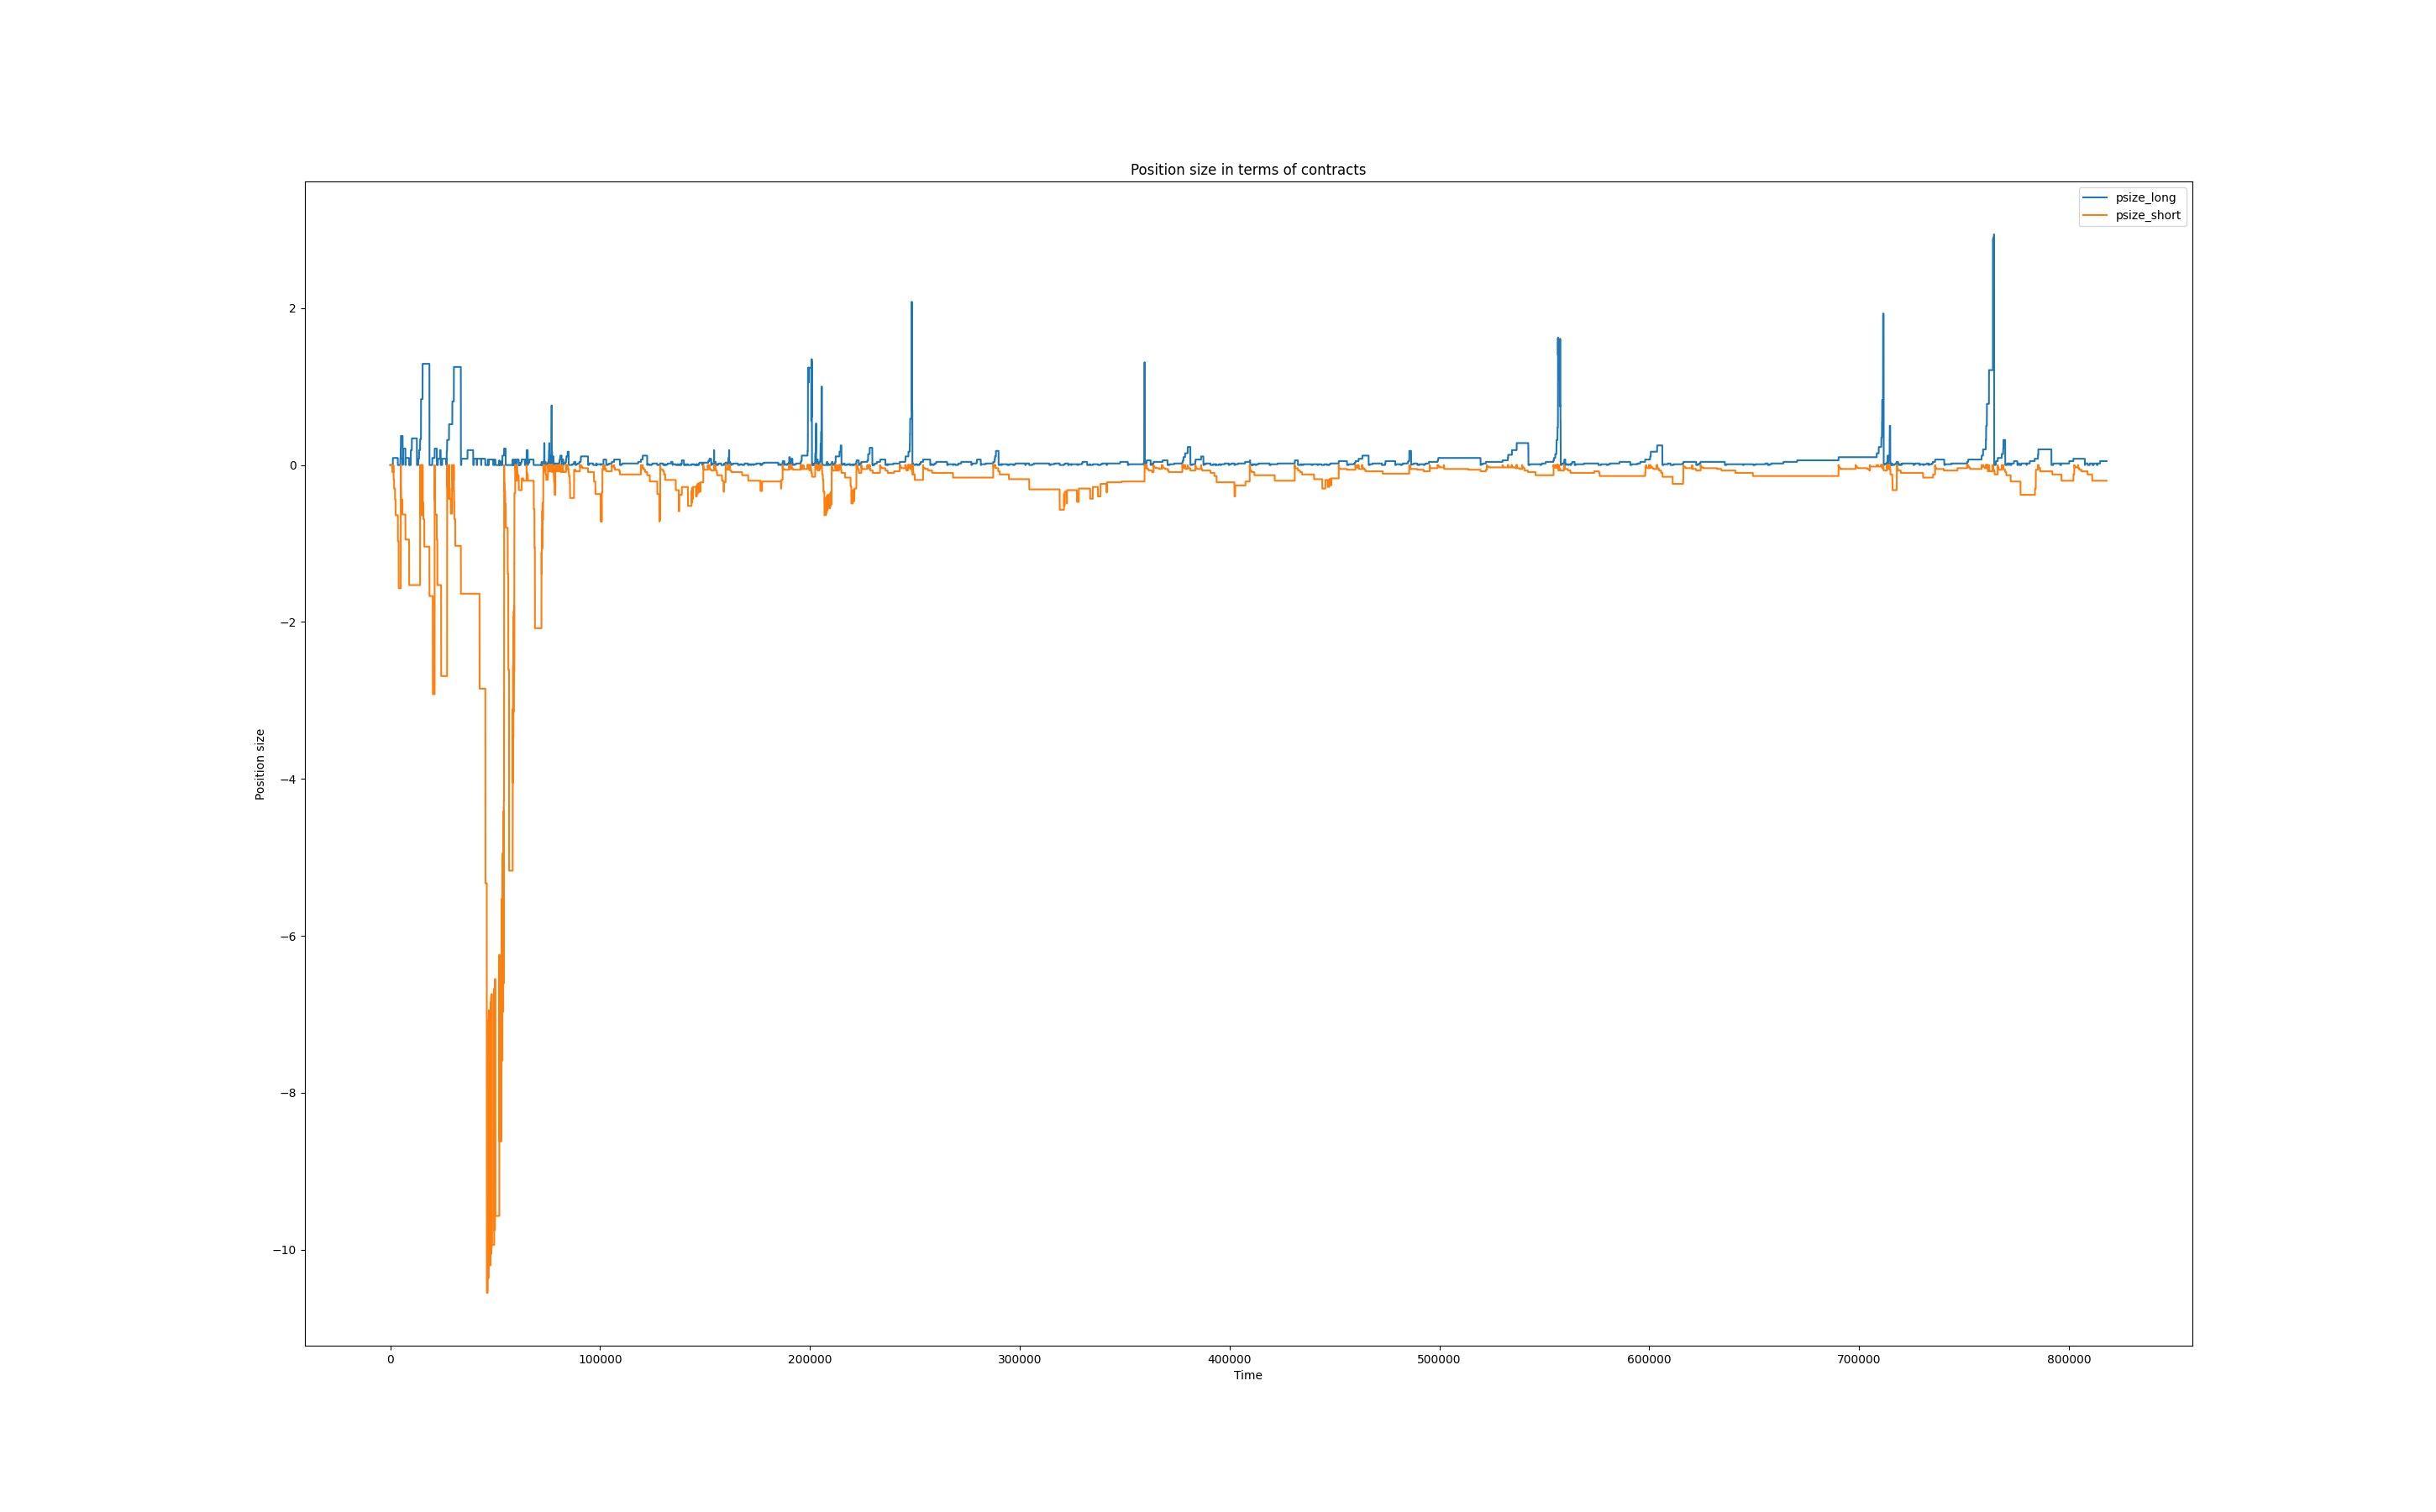 Position size in terms of contracts
psize_long
psize_short
Position size
2
0
−2
−4
−6
−8
−10
0 100000 200000 300000 400000 500000 600000 700000 800000
Time